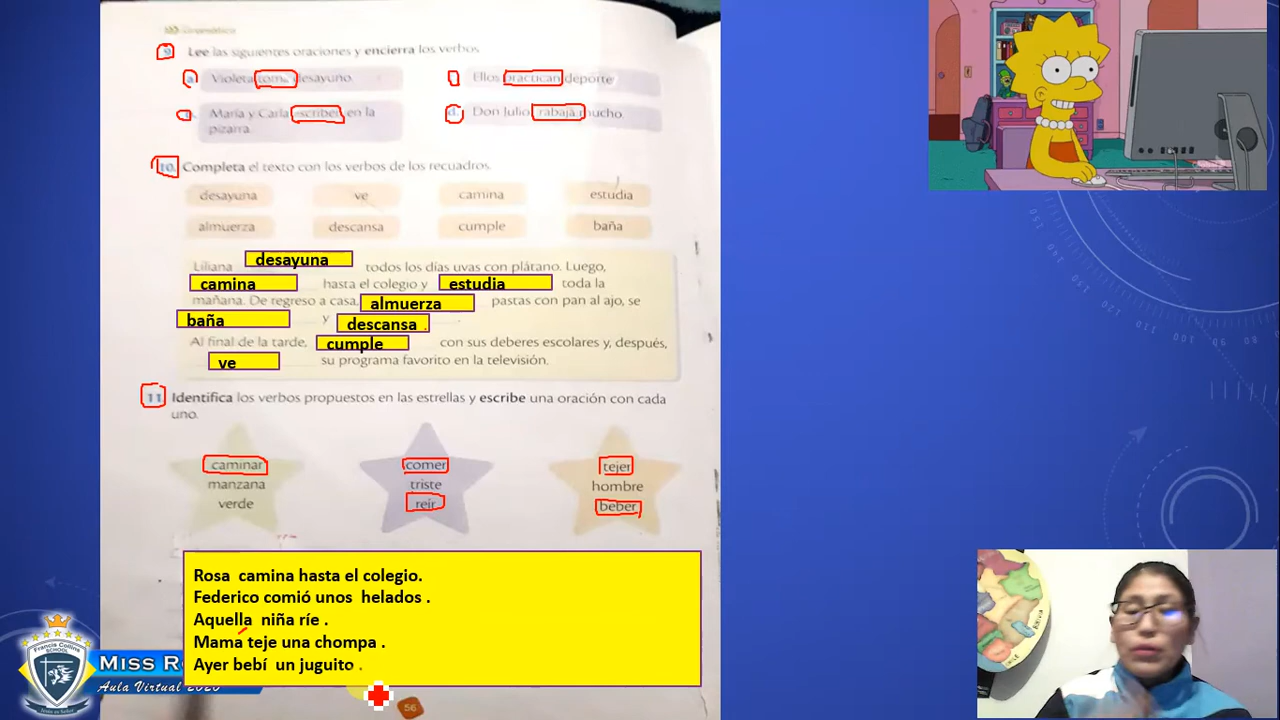 Gramática
9 Lee las siguientes oraciones y encierra los verbos.
a Violeta toma desayuno.
Ellos practican deporte
María y Carla escriben en la
pizarra.
d. Don Julio trabaja mucho.
10. Completa el texto con los verbos de los recuadros.
desayuna ve camina estudia
almuerza descansa cumple baña
Liliana desayuna todos los días uvas con plátano. Luego,
camina hasta el colegio y estudia toda la
mañana. De regreso a casa, almuerza pastas con pan al ajo, se
baña y descansa .
Al final de la tarde, cumple con sus deberes escolares y, después,
ve su programa favorito en la televisión.
11 Identifica los verbos propuestos en las estrellas y escribe una oración con cada
uno.
caminar
manzana
verde
comer
triste
reír
tejer
hombre
beber
Rosa camina hasta el colegio.
Federico comió unos helados .
Aquella niña ríe .
Mama teje una chompa .
Ayer bebí un juguito .
56
Francis Collins
SCHOOL
Miss R
Aula Virtual 2020